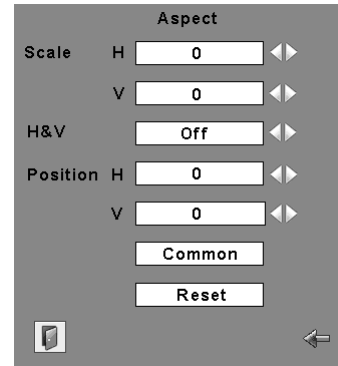 Aspect
Scale H 0
V 0
H&V Off
Position H 0
V 0
Common
Reset